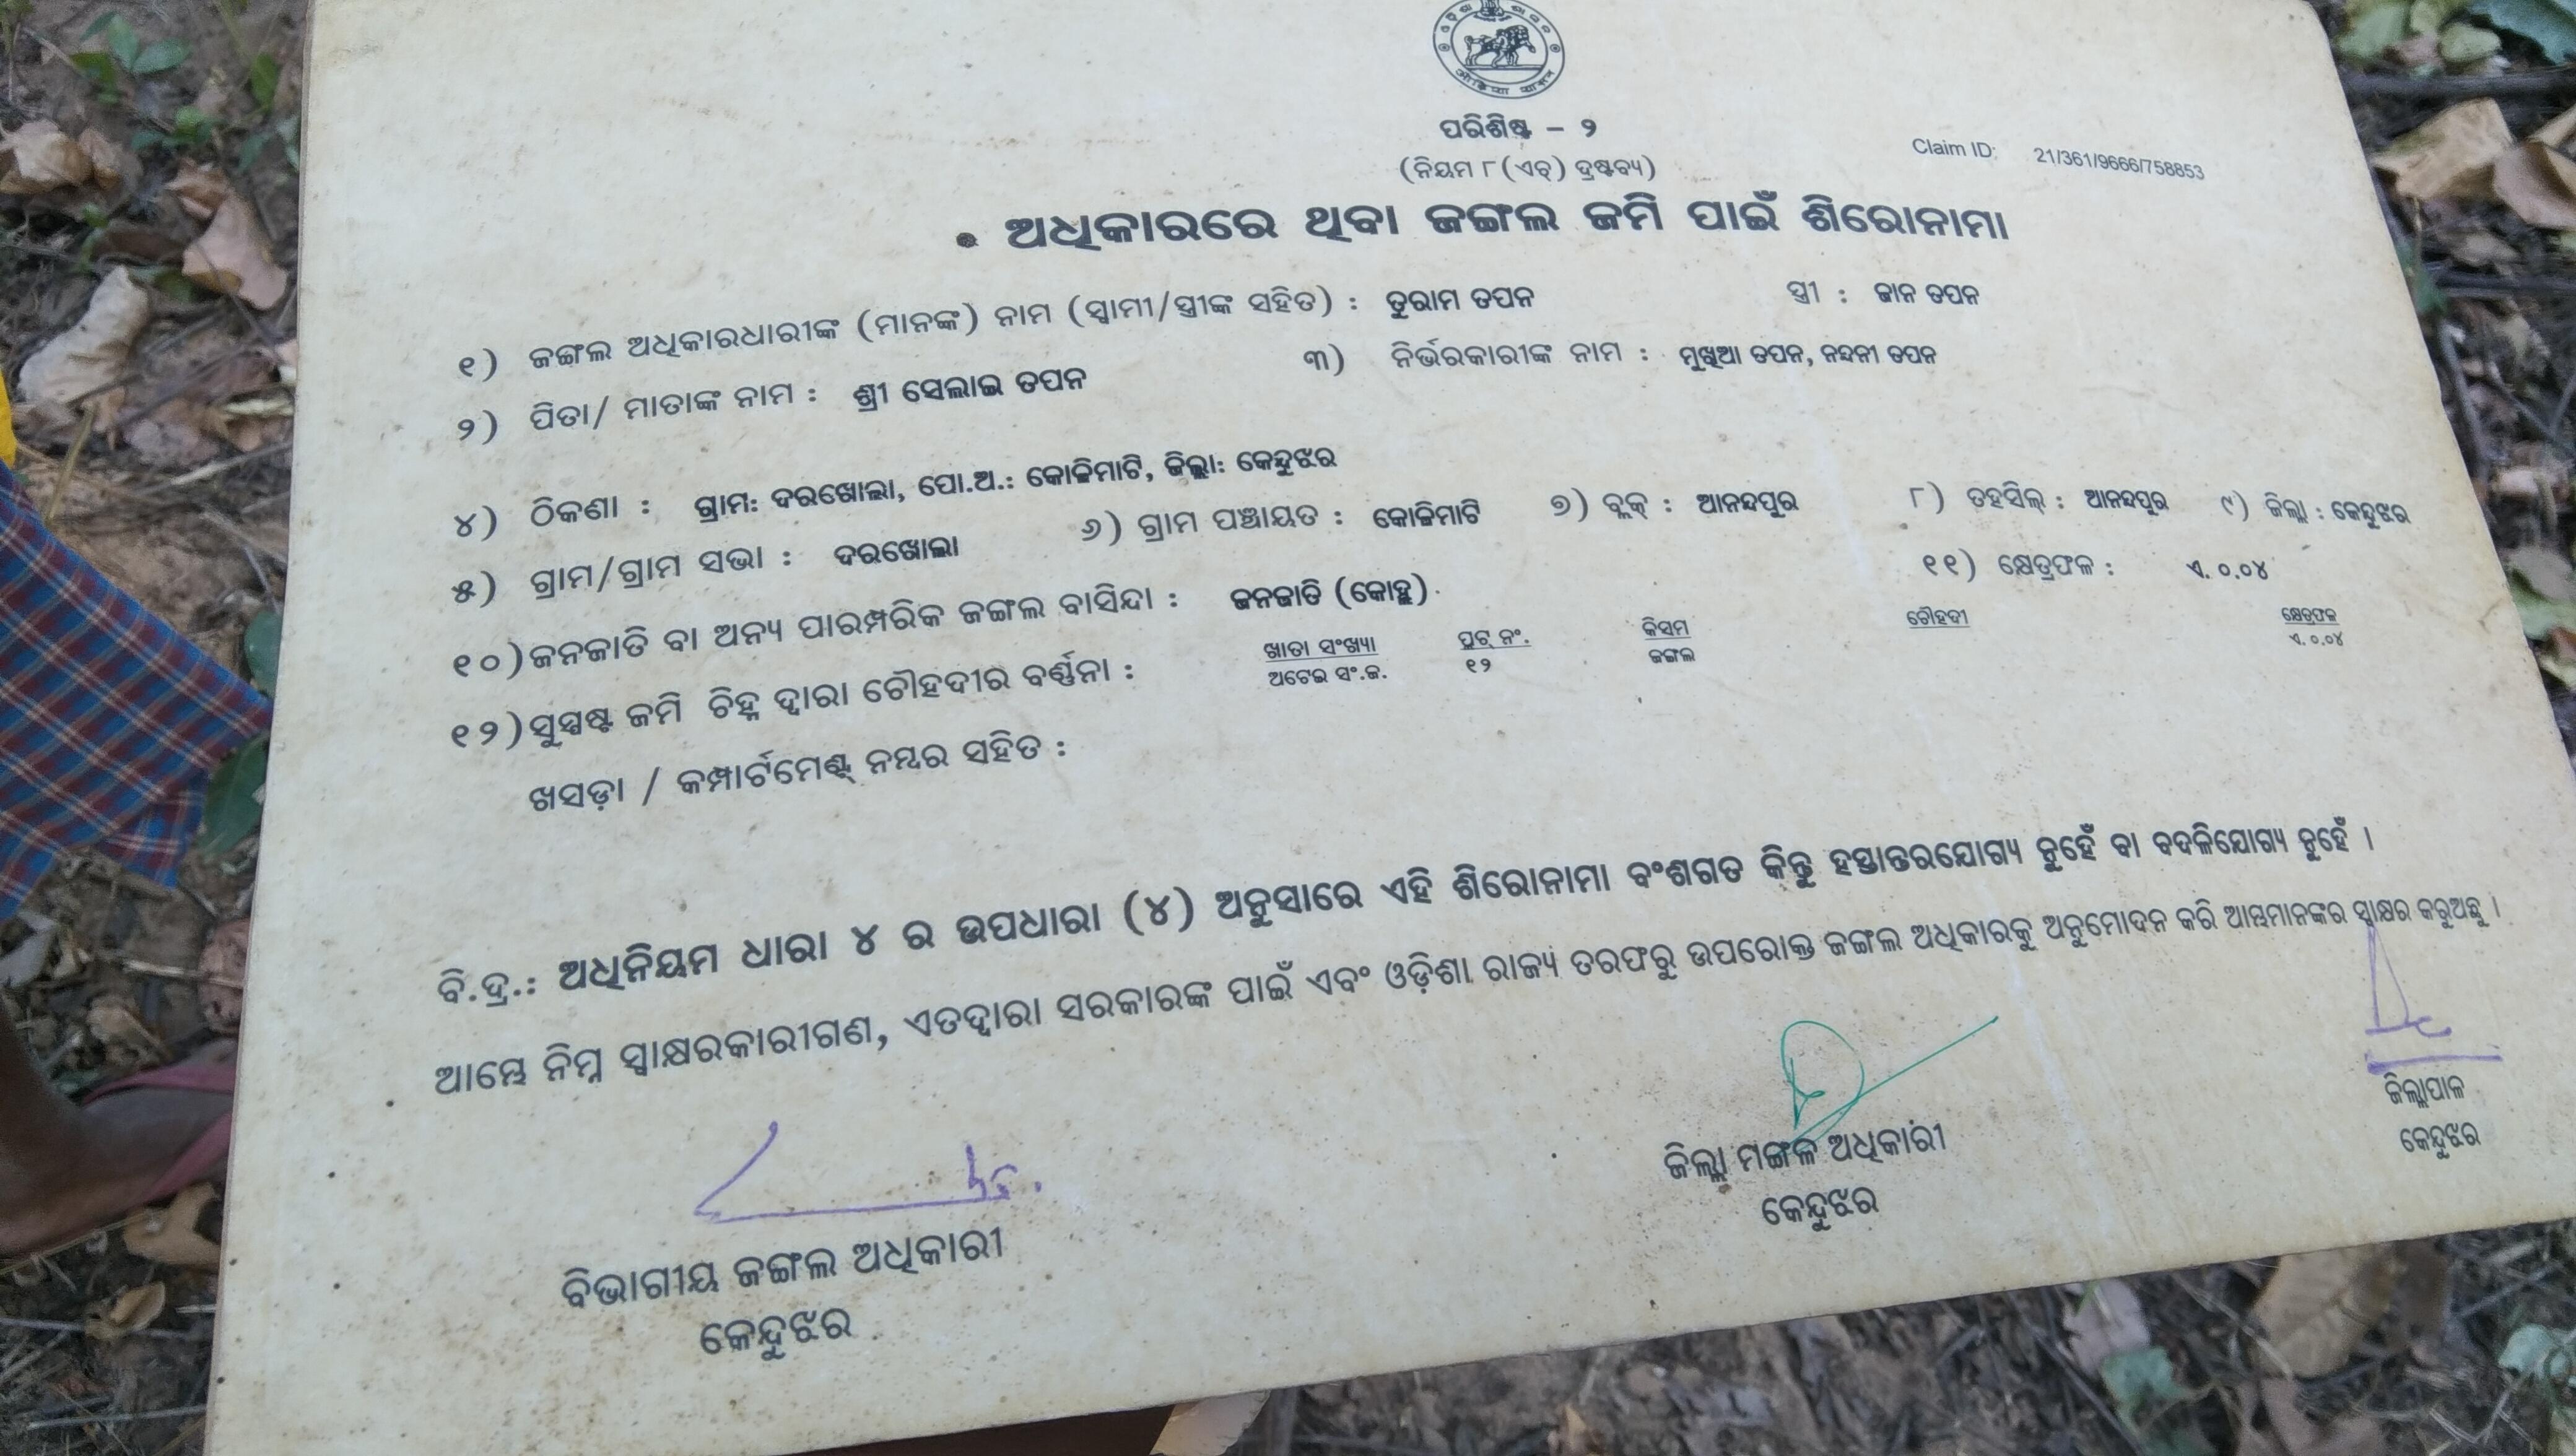 ପରିଶିଷ୍ଟ – ୨
(ନିୟମ ୮(ଏଚ୍) ଦ୍ରଷ୍ଟବ୍ୟ)
Claim ID: 21/361/9666/758853
ଅଧିକାରରେ ଥିବା ଜଙ୍ଗଲ ଜମି ପାଇଁ ଶିରୋନାମା
୧) ଜଙ୍ଗଲ ଅଧିକାରଧାରୀଙ୍କ (ମାନଙ୍କ) ନାମ (ସ୍ୱାମୀ/ସ୍ତ୍ରୀଙ୍କ ସହିତ) : ତୁରାମ ତପନ ସ୍ତ୍ରୀ : ଜାନ ତପନ
୨) ପିତା/ ମାତାଙ୍କ ନାମ : ଶ୍ରୀ ସେଲାଇ ତପନ ୩) ନିର୍ଭରକାରୀଙ୍କ ନାମ : ମୁଖିଆ ତପନ, ନନ୍ଦନୀ ତପନ
୪) ଠିକଣା : ଗ୍ରାମ: ଦରଖୋଲା, ପୋ.ଅ.: କୋଳିମାଟି, ଜିଲ୍ଲା: କେନ୍ଦୁଝର
୫) ଗ୍ରାମ/ଗ୍ରାମ ସଭା : ଦରଖୋଲା ୬) ଗ୍ରାମ ପଞ୍ଚାୟତ : କୋଳିମାଟି ୭) ବ୍ଲକ୍ : ଆନନ୍ଦପୁର ୮) ତହସିଲ୍ : ଆନନ୍ଦପୁର ୯) ଜିଲ୍ଲା : କେନ୍ଦୁଝର
୧୦) ଜନଜାତି ବା ଅନ୍ୟ ପାରମ୍ପରିକ ଜଙ୍ଗଲ ବାସିନ୍ଦା : ଜନଜାତି (କୋହ୍ଲ) ୧୧) କ୍ଷେତ୍ରଫଳ : ଏ. ୦.୦୪
୧୨) ସୁସ୍ପଷ୍ଟ ଜମି ଚିହ୍ନ ଦ୍ୱାରା ଚୌହଦୀର ବର୍ଣ୍ଣନା : ଖାତା ସଂଖ୍ୟା ପ୍ଲଟ୍ ନଂ. କିସମ ଚୌହଦୀ କ୍ଷେତ୍ରଫଳ
ଅଟେଇ ସଂ.ଜ. ୧୨ ଜଙ୍ଗଲ ଏ. ୦.୦୪
ଖସଡ଼ା / କମ୍ପାର୍ଟମେଣ୍ଟ୍ ନମ୍ବର ସହିତ :
ବି.ଦ୍ର.: ଅଧିନିୟମ ଧାରା ୪ ର ଉପଧାରା (୪) ଅନୁସାରେ ଏହି ଶିରୋନାମା ବଂଶଗତ କିନ୍ତୁ ହସ୍ତାନ୍ତରଯୋଗ୍ୟ ନୁହେଁ ବା ବଦଳିଯୋଗ୍ୟ ନୁହେଁ ।
ଆମ୍ଭେ ନିମ୍ନ ସ୍ୱାକ୍ଷରକାରୀଗଣ, ଏତଦ୍ୱାରା ସରକାରଙ୍କ ପାଇଁ ଏବଂ ଓଡ଼ିଶା ରାଜ୍ୟ ତରଫରୁ ଉପରୋକ୍ତ ଜଙ୍ଗଲ ଅଧିକାରକୁ ଅନୁମୋଦନ କରି ଆମ୍ଭମାନଙ୍କର ସ୍ୱାକ୍ଷର କରୁଅଛୁ ।
ବିଭାଗୀୟ ଜଙ୍ଗଲ ଅଧିକାରୀ
କେନ୍ଦୁଝର
ଜିଲ୍ଲା ମଙ୍ଗଳ ଅଧିକାରୀ
କେନ୍ଦୁଝର
ଜିଲ୍ଲାପାଳ
କେନ୍ଦୁଝର